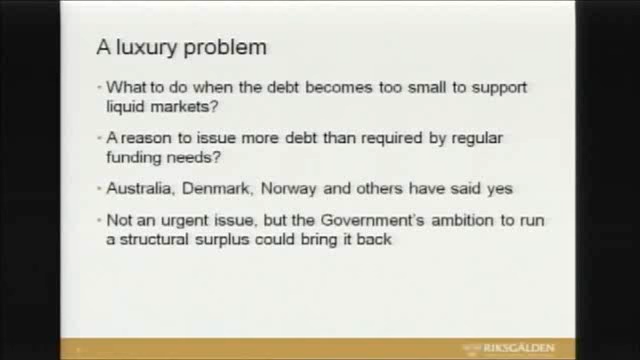 A luxury problem
• What to do when the debt becomes too small to support
liquid markets?
• A reason to issue more debt than required by regular
funding needs?
• Australia, Denmark, Norway and others have said yes
• Not an urgent issue, but the Government's ambition to run
a structural surplus could bring it back
RIKSGÄLDEN